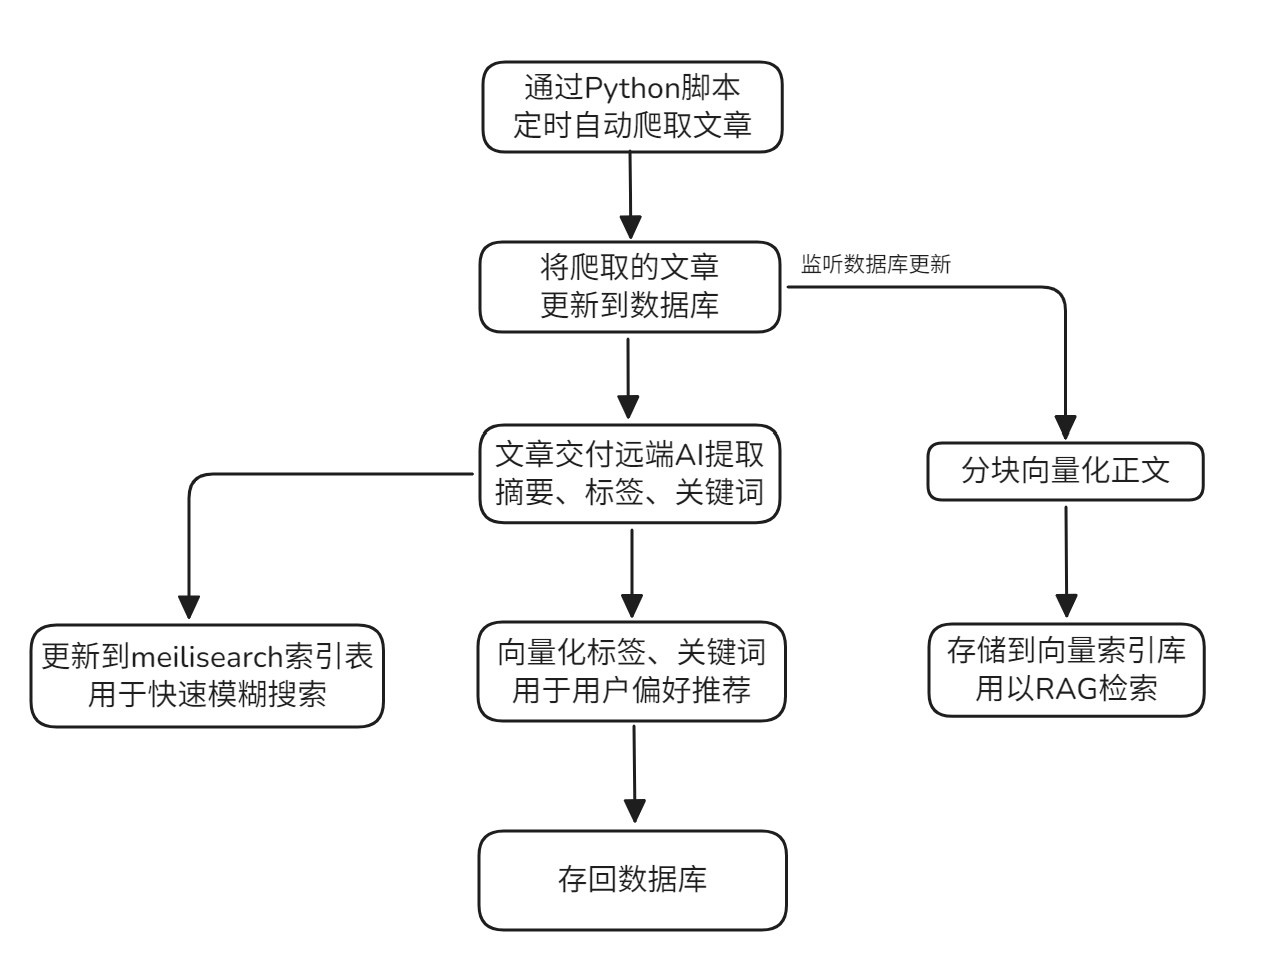 通过Python脚本
定时自动爬取文章
将爬取的文章
更新到数据库
监听数据库更新
文章交付远端AI提取
摘要、标签、关键词
分块向量化正文
更新到meilisearch索引表
用于快速模糊搜索
向量化标签、关键词
用于用户偏好推荐
存储到向量索引库
用以RAG检索
存回数据库